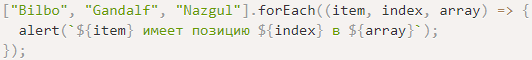 ["Bilbo", "Gandalf", "Nazgul"].forEach((item, index, array) => {
  alert(`${item} имеет позицию ${index} в ${array}`);
});